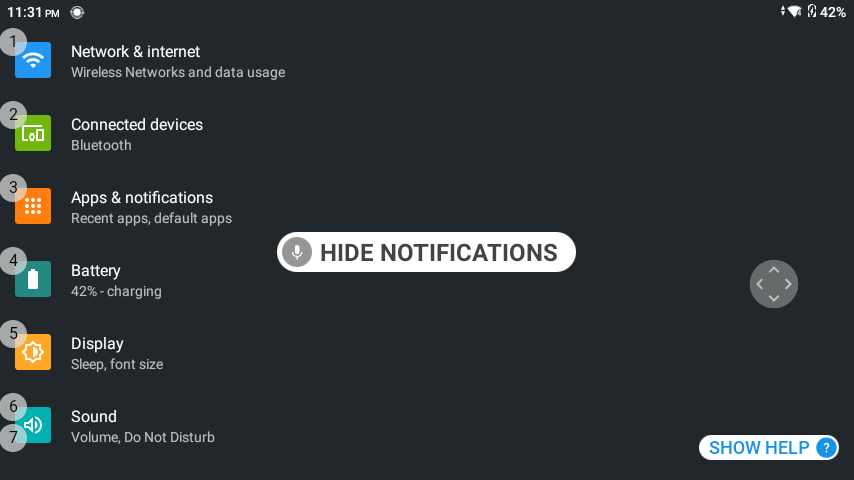 11:31 PM
42%
1
Network & internet
Wireless Networks and data usage
2
Connected devices
Bluetooth
3
Apps & notifications
Recent apps, default apps
HIDE NOTIFICATIONS
4
Battery
42% - charging
5
Display
Sleep, font size
6
Sound
7
Volume, Do Not Disturb
SHOW HELP ?